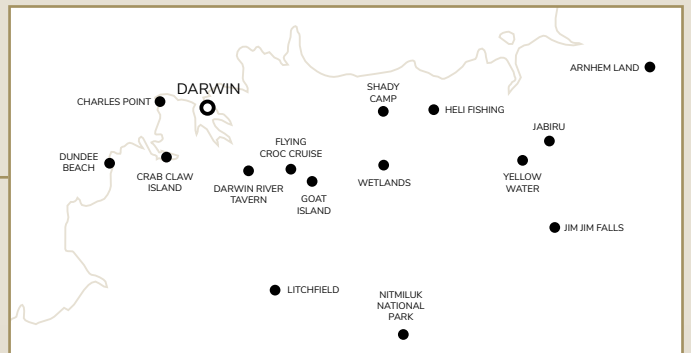 ARNHEM LAND
DARWIN
SHADY
CAMP
CHARLES POINT
HELI FISHING
JABIRU
FLYING
CROC CRUISE
DUNDEE
BEACH
CRAB CLAW
ISLAND
DARWIN RIVER
TAVERN
GOAT
ISLAND
WETLANDS
YELLOW
WATER
JIM JIM FALLS
LITCHFIELD
NITMILUK
NATIONAL
PARK